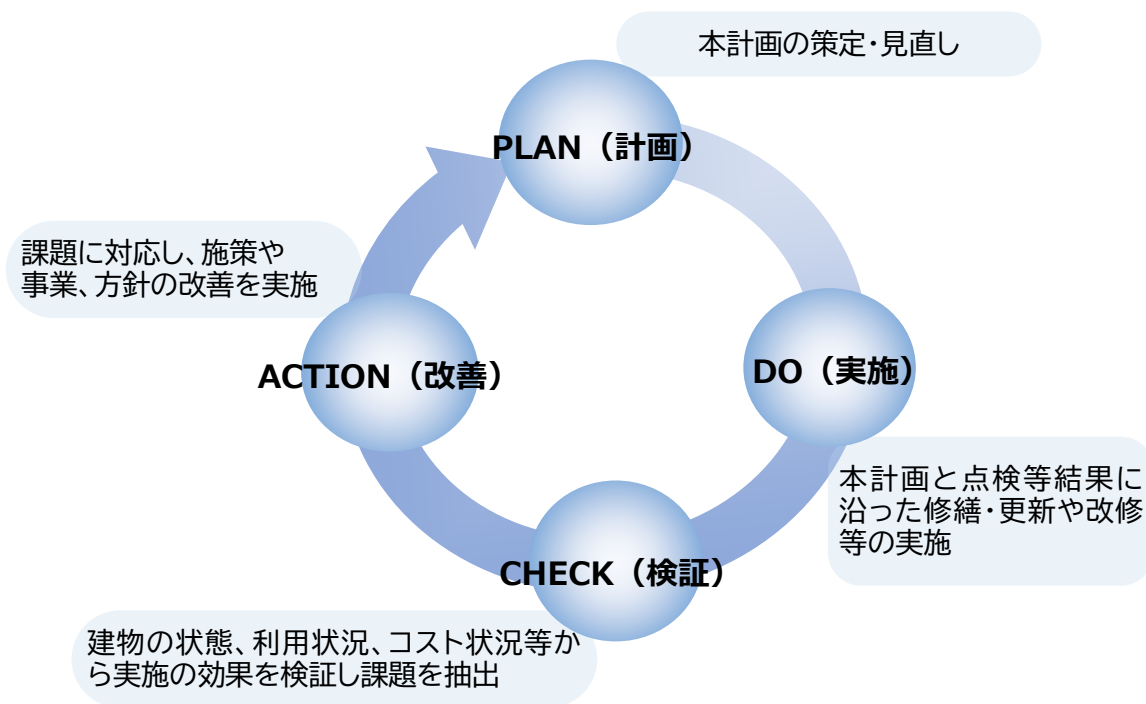 本計画の策定・見直し
PLAN（計画）
課題に対応し、施策や
事業、方針の改善を実施
ACTION（改善）
DO（実施）
本計画と点検等結果に
沿った修繕・更新や改修
等の実施
CHECK（検証）
建物の状態、利用状況、コスト状況等か
ら実施の効果を検証し課題を抽出